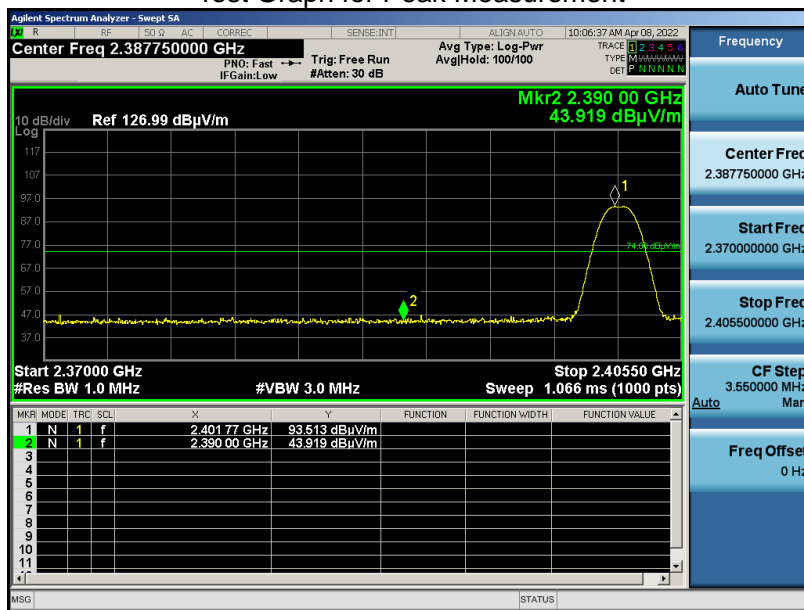 Test Graph for Peak Measurement
Agilent Spectrum Analyzer - Swept SA
LXI R RF 50 Ω AC CORREC SENSE:INT ALIGN AUTO 10:06:37 AM Apr 08, 2022
Center Freq 2.387750000 GHz
PNO: Fast
IFGain:Low
Trig: Free Run
#Atten: 30 dB
Avg Type: Log-Pwr
Avg|Hold: 100/100
TRACE 1 2 3 4 5 6
TYPE M WWWWW
DET P N N N N N
Mkr2 2.390 00 GHz
43.919 dBµV/m
10 dB/div Ref 126.99 dBµV/m
Log
117
107
97.0
87.0
77.0
67.0
57.0
47.0
37.0
1
2
74.00 dBµV/m
Start 2.37000 GHz Stop 2.40550 GHz
#Res BW 1.0 MHz #VBW 3.0 MHz Sweep 1.066 ms (1000 pts)
MKR MODE TRC SCL X Y FUNCTION FUNCTION WIDTH FUNCTION VALUE
1 N 1 f 2.401 77 GHz 93.513 dBµV/m
2 N 1 f 2.390 00 GHz 43.919 dBµV/m
3
4
5
6
7
8
9
10
11
MSG STATUS
Frequency
Auto Tune
Center Freq
2.387750000 GHz
Start Freq
2.370000000 GHz
Stop Freq
2.405500000 GHz
CF Step
3.550000 MHz
Auto Man
Freq Offset
0 Hz